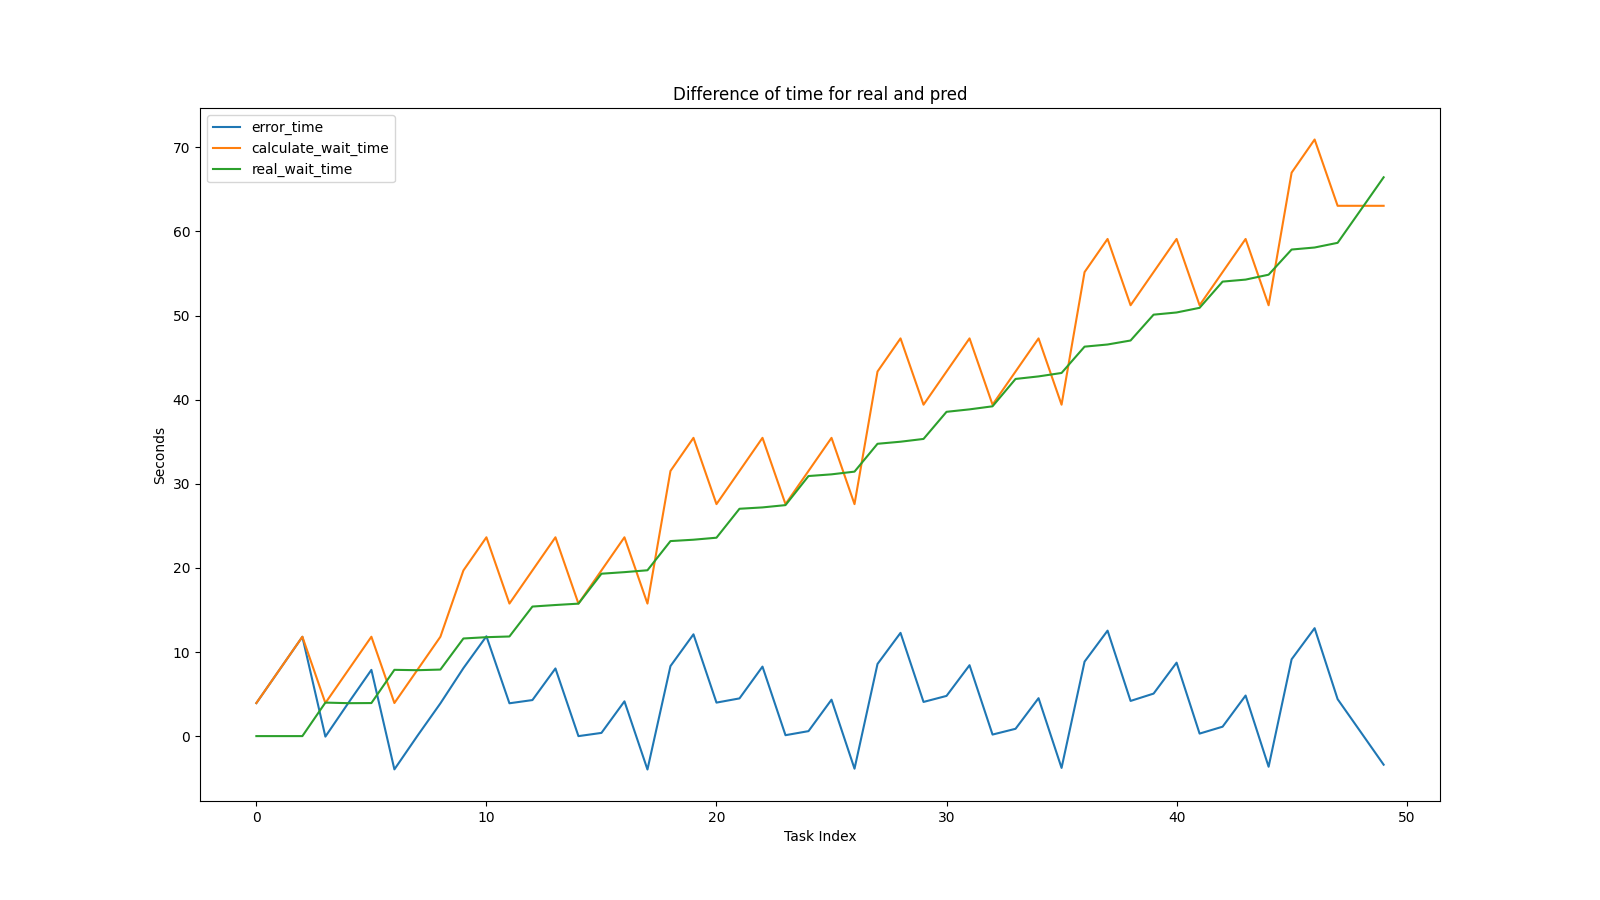 Difference of time for real and pred
error_time
calculate_wait_time
real_wait_time
70
60
50
40
30
20
10
0
Seconds
0 10 20 30 40 50
Task Index